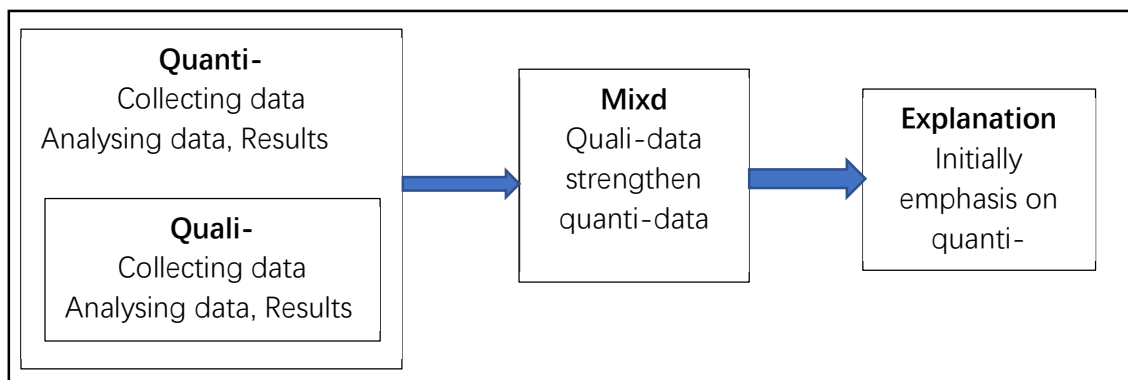 Quanti-
Collecting data
Analysing data, Results
Quali-
Collecting data
Analysing data, Results
Mixd
Quali-data
strengthen
quanti-data
Explanation
Initially
emphasis on
quanti-